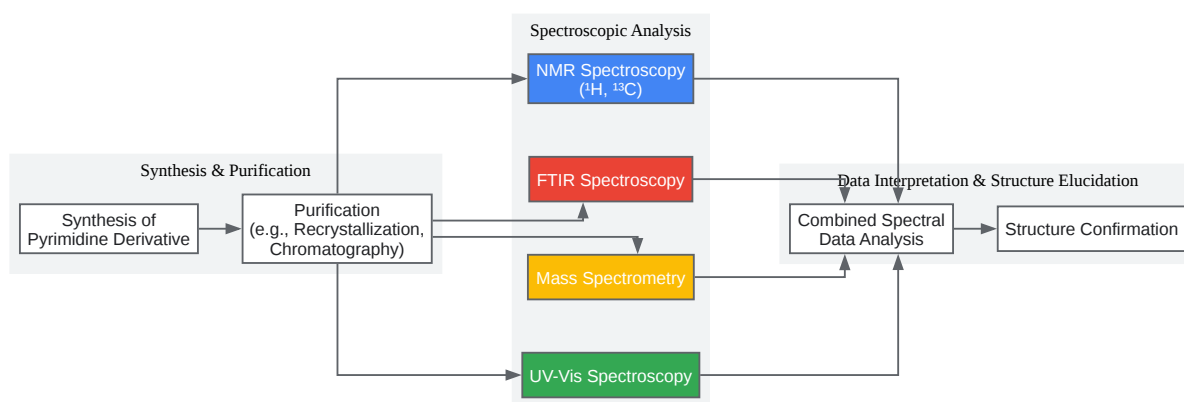 Spectroscopic Analysis
NMR Spectroscopy
(¹H, ¹³C)
Synthesis & Purification
FTIR Spectroscopy
Data Interpretation & Structure Elucidation
Synthesis of
Pyrimidine Derivative
Purification
(e.g., Recrystallization,
Chromatography)
Combined Spectral
Data Analysis
Structure Confirmation
Mass Spectrometry
UV-Vis Spectroscopy